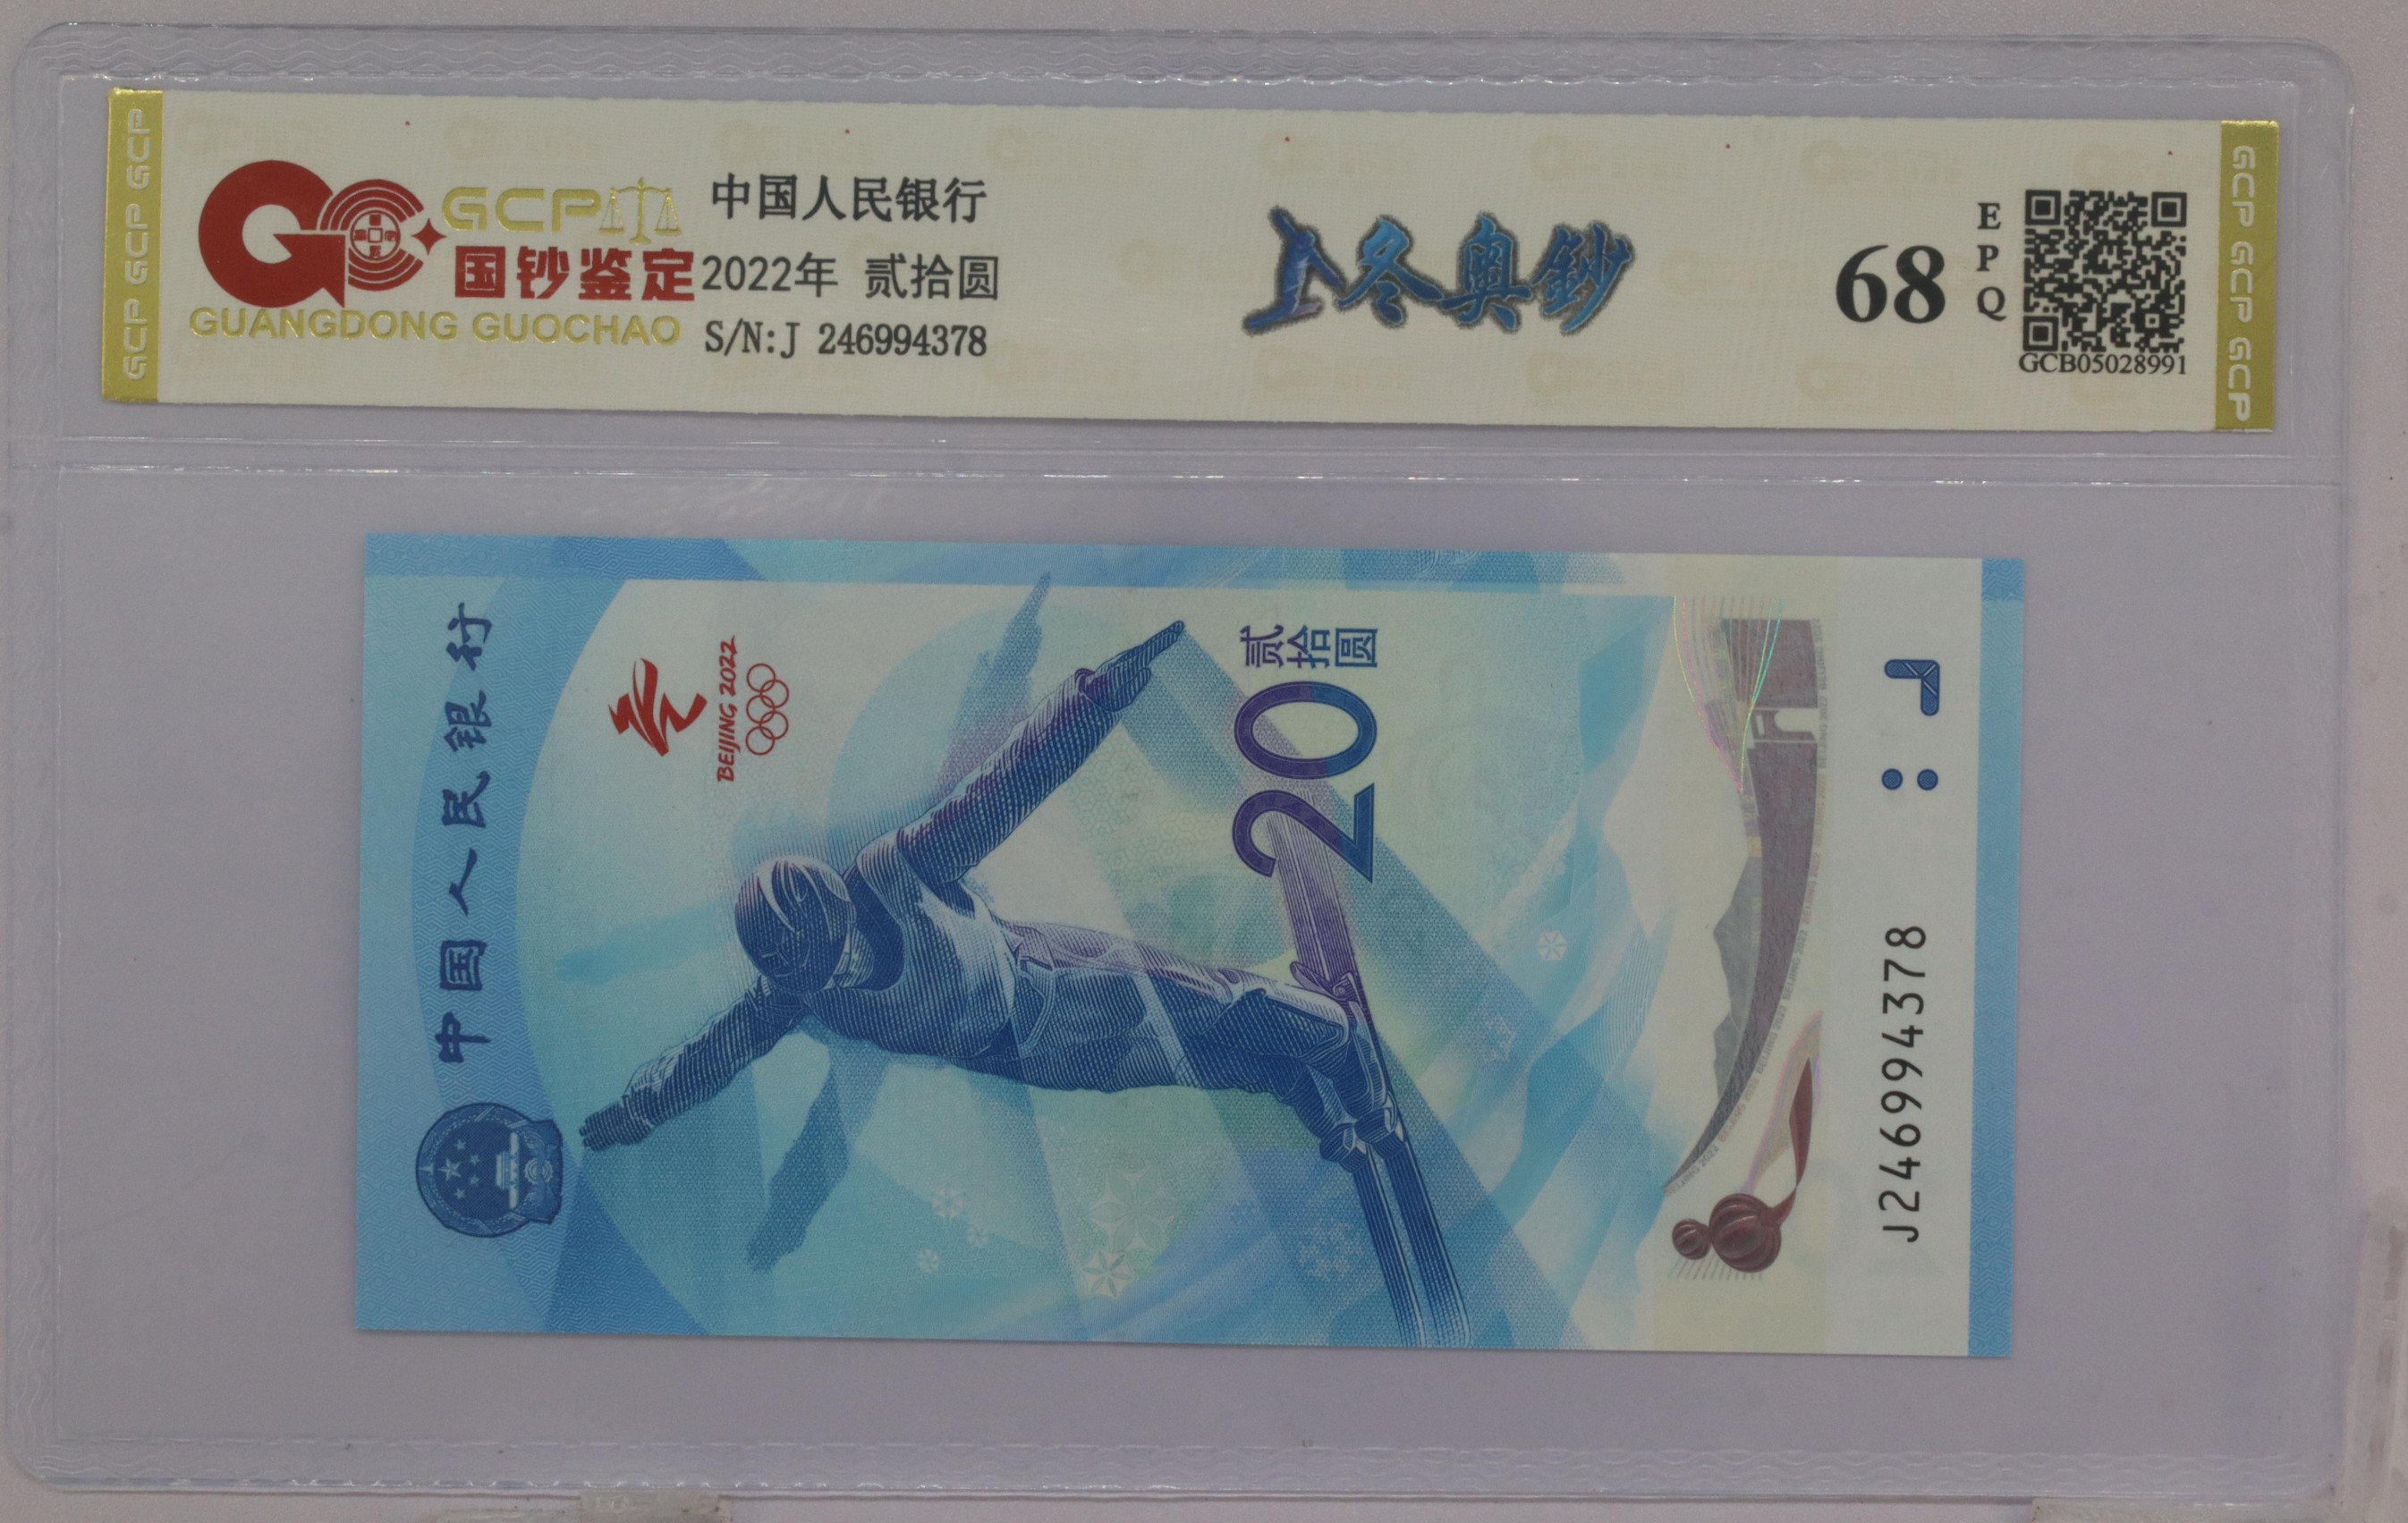 GCP GCP GCP
GCP
国钞鉴定
GUANGDONG GUOCHAO
中国人民银行
2022年 贰拾圆
S/N:J 246994378
冬奥鈔
68
EPQ
GCB05028991
GCP GCP GCP
中国人民银行
BEIJING 2022
贰拾圆
20
J246994378